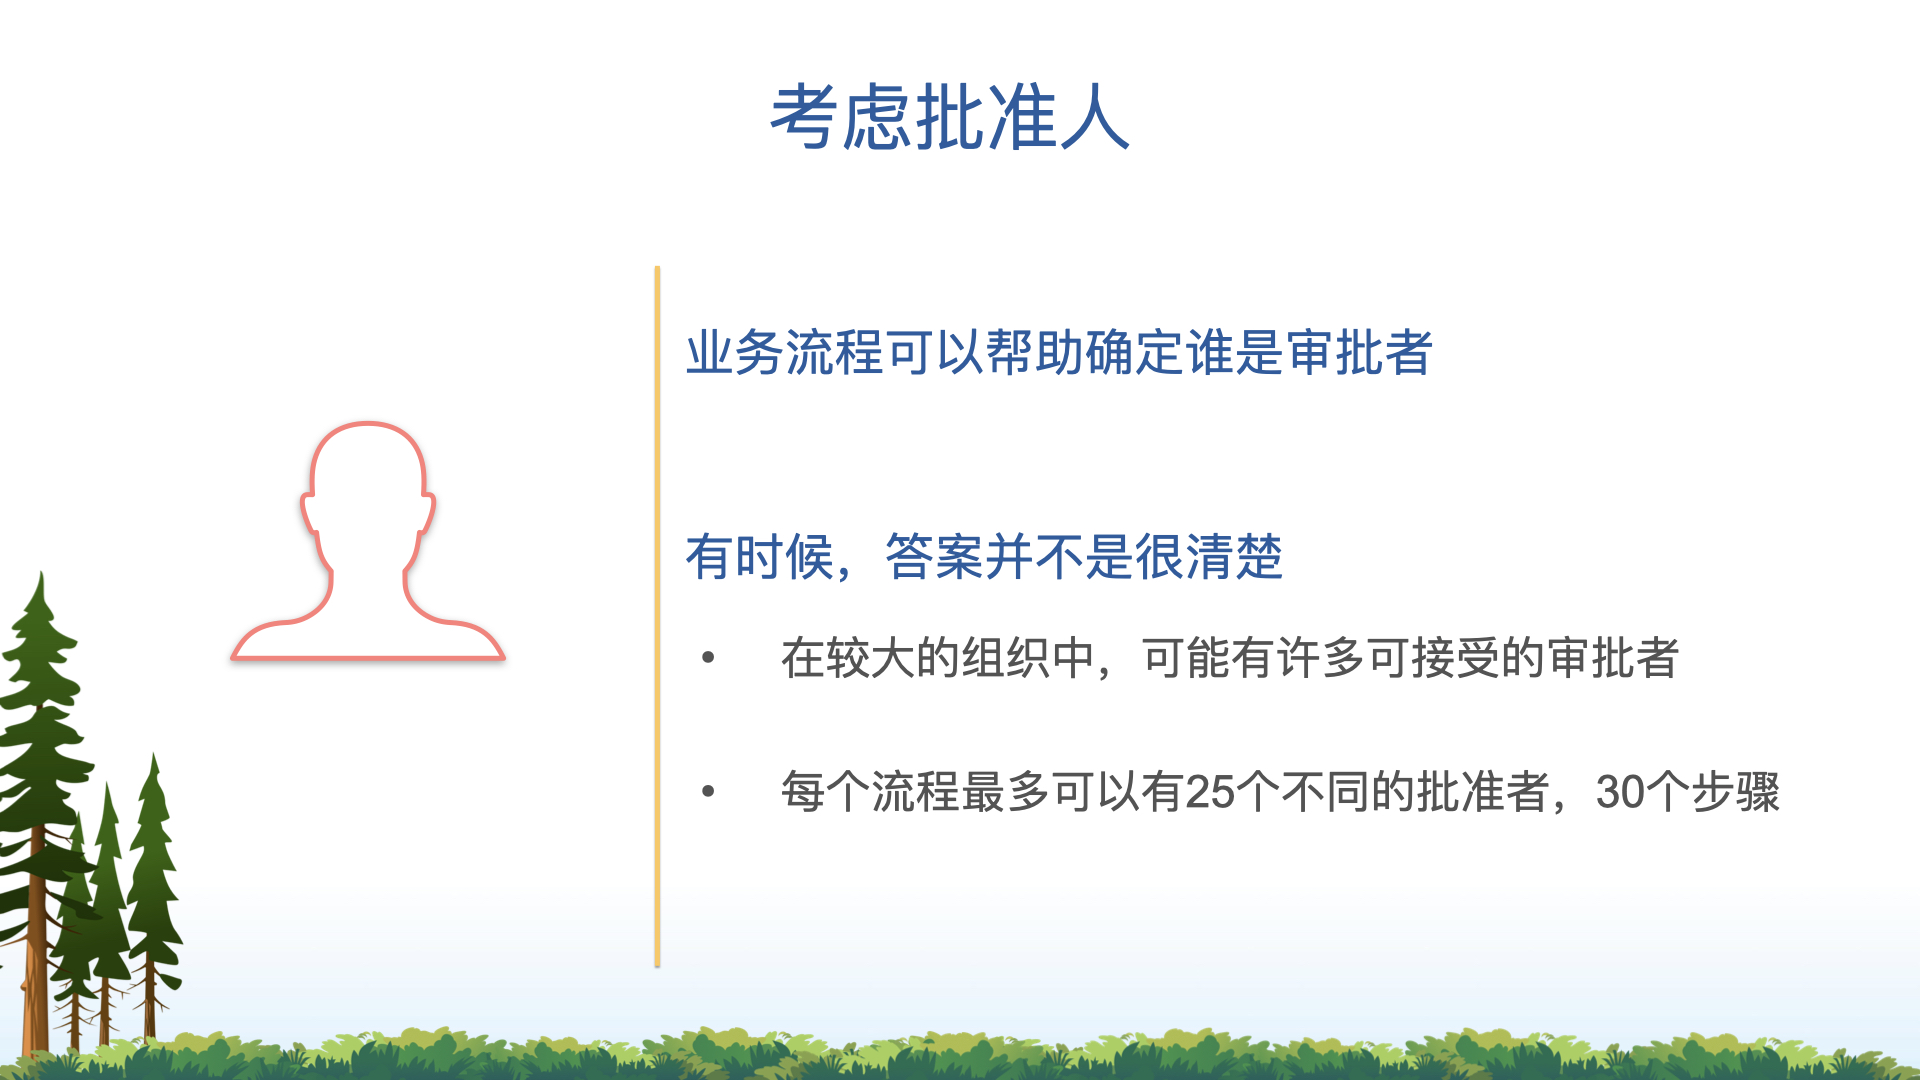 考虑批准人
业务流程可以帮助确定谁是审批者
有时候，答案并不是很清楚
• 在较大的组织中，可能有许多可接受的审批者
• 每个流程最多可以有25个不同的批准者，30个步骤